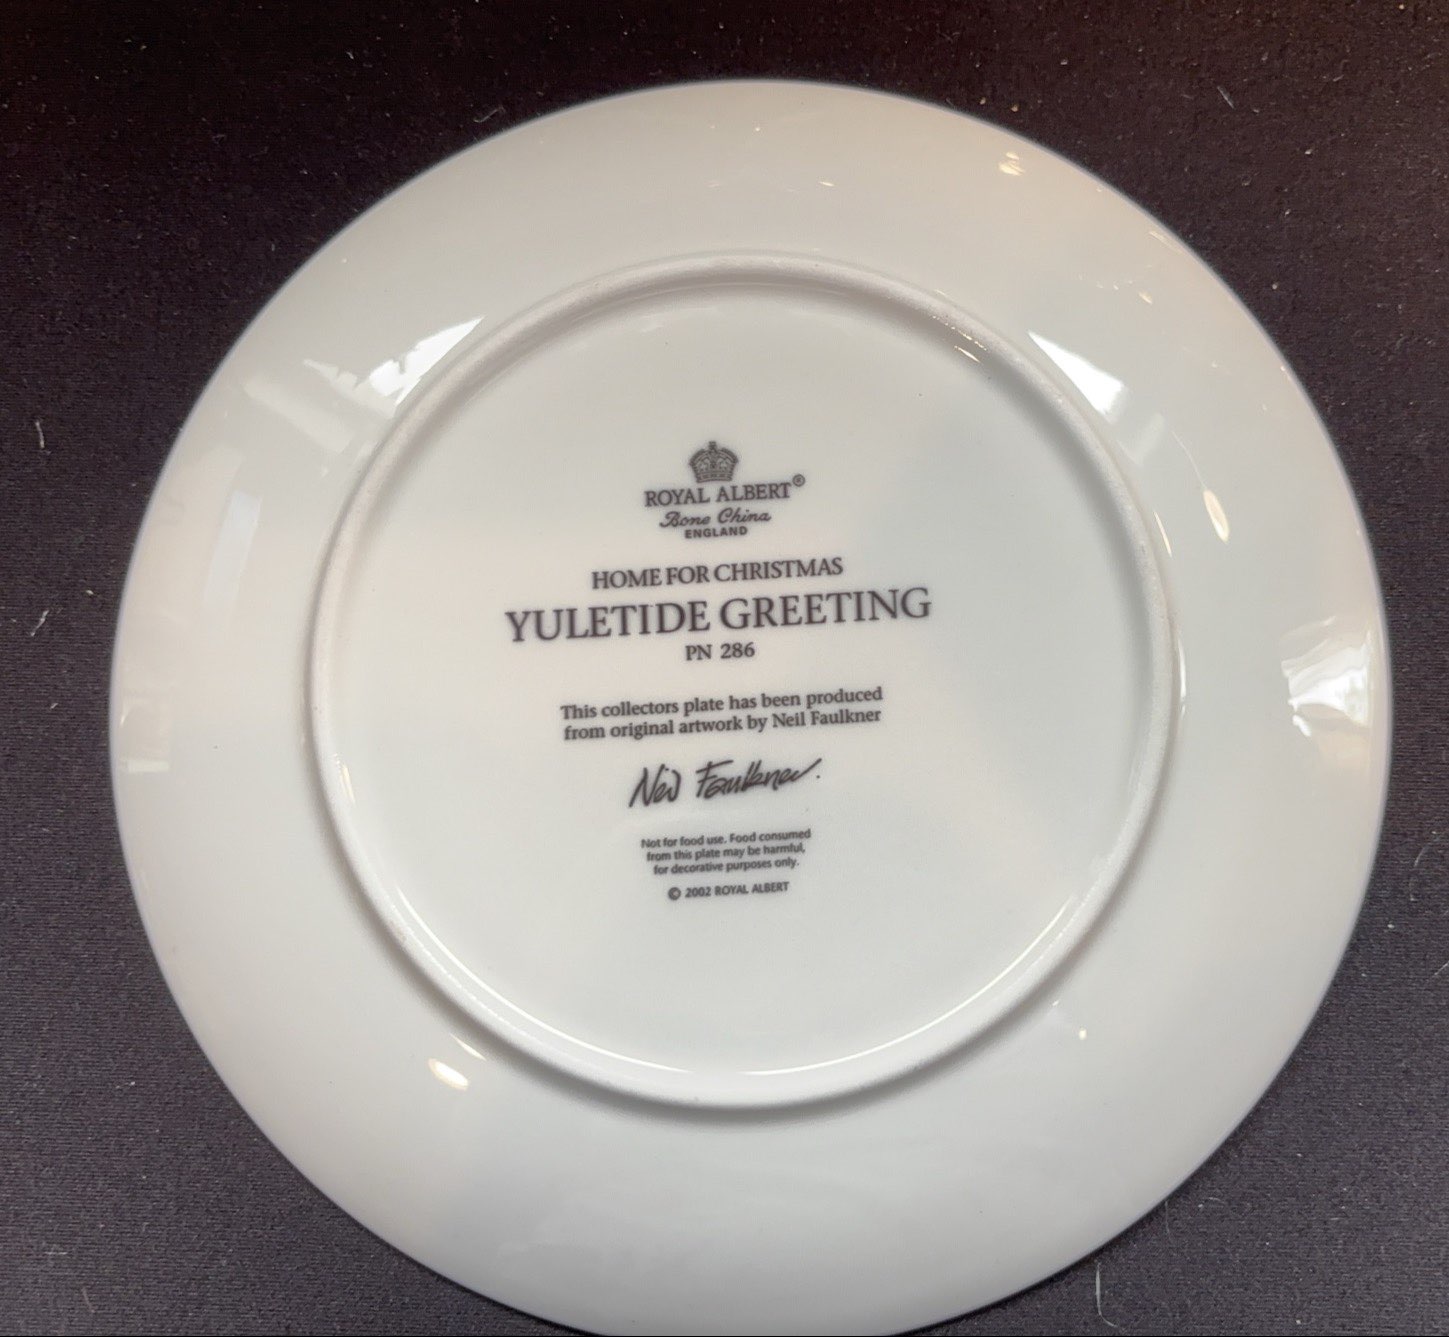 ROYAL ALBERT®
Bone China
ENGLAND
HOME FOR CHRISTMAS
YULETIDE GREETING
PN 286
This collectors plate has been produced
from original artwork by Neil Faulkner
Neil Faulkner.
Not for food use. Food consumed
from this plate may be harmful,
for decorative purposes only.
© 2002 ROYAL ALBERT